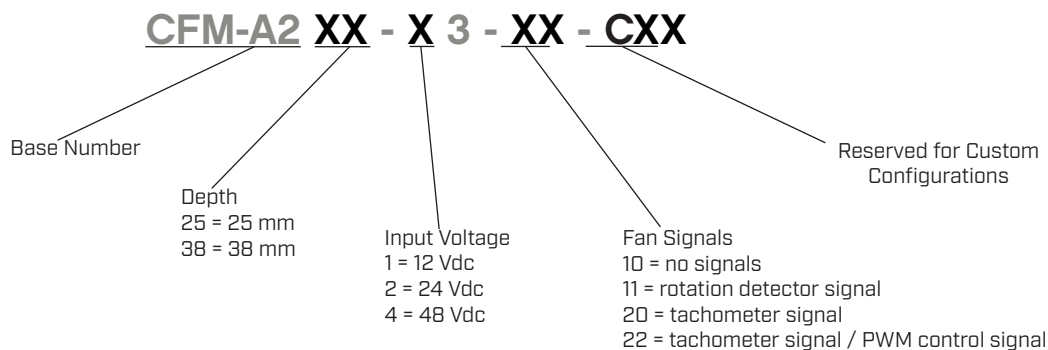 CFM-A2 XX - X 3 - XX - CXX
Base Number
Reserved for Custom
Configurations
Depth
25 = 25 mm
38 = 38 mm
Input Voltage
1 = 12 Vdc
2 = 24 Vdc
4 = 48 Vdc
Fan Signals
10 = no signals
11 = rotation detector signal
20 = tachometer signal
22 = tachometer signal / PWM control signal